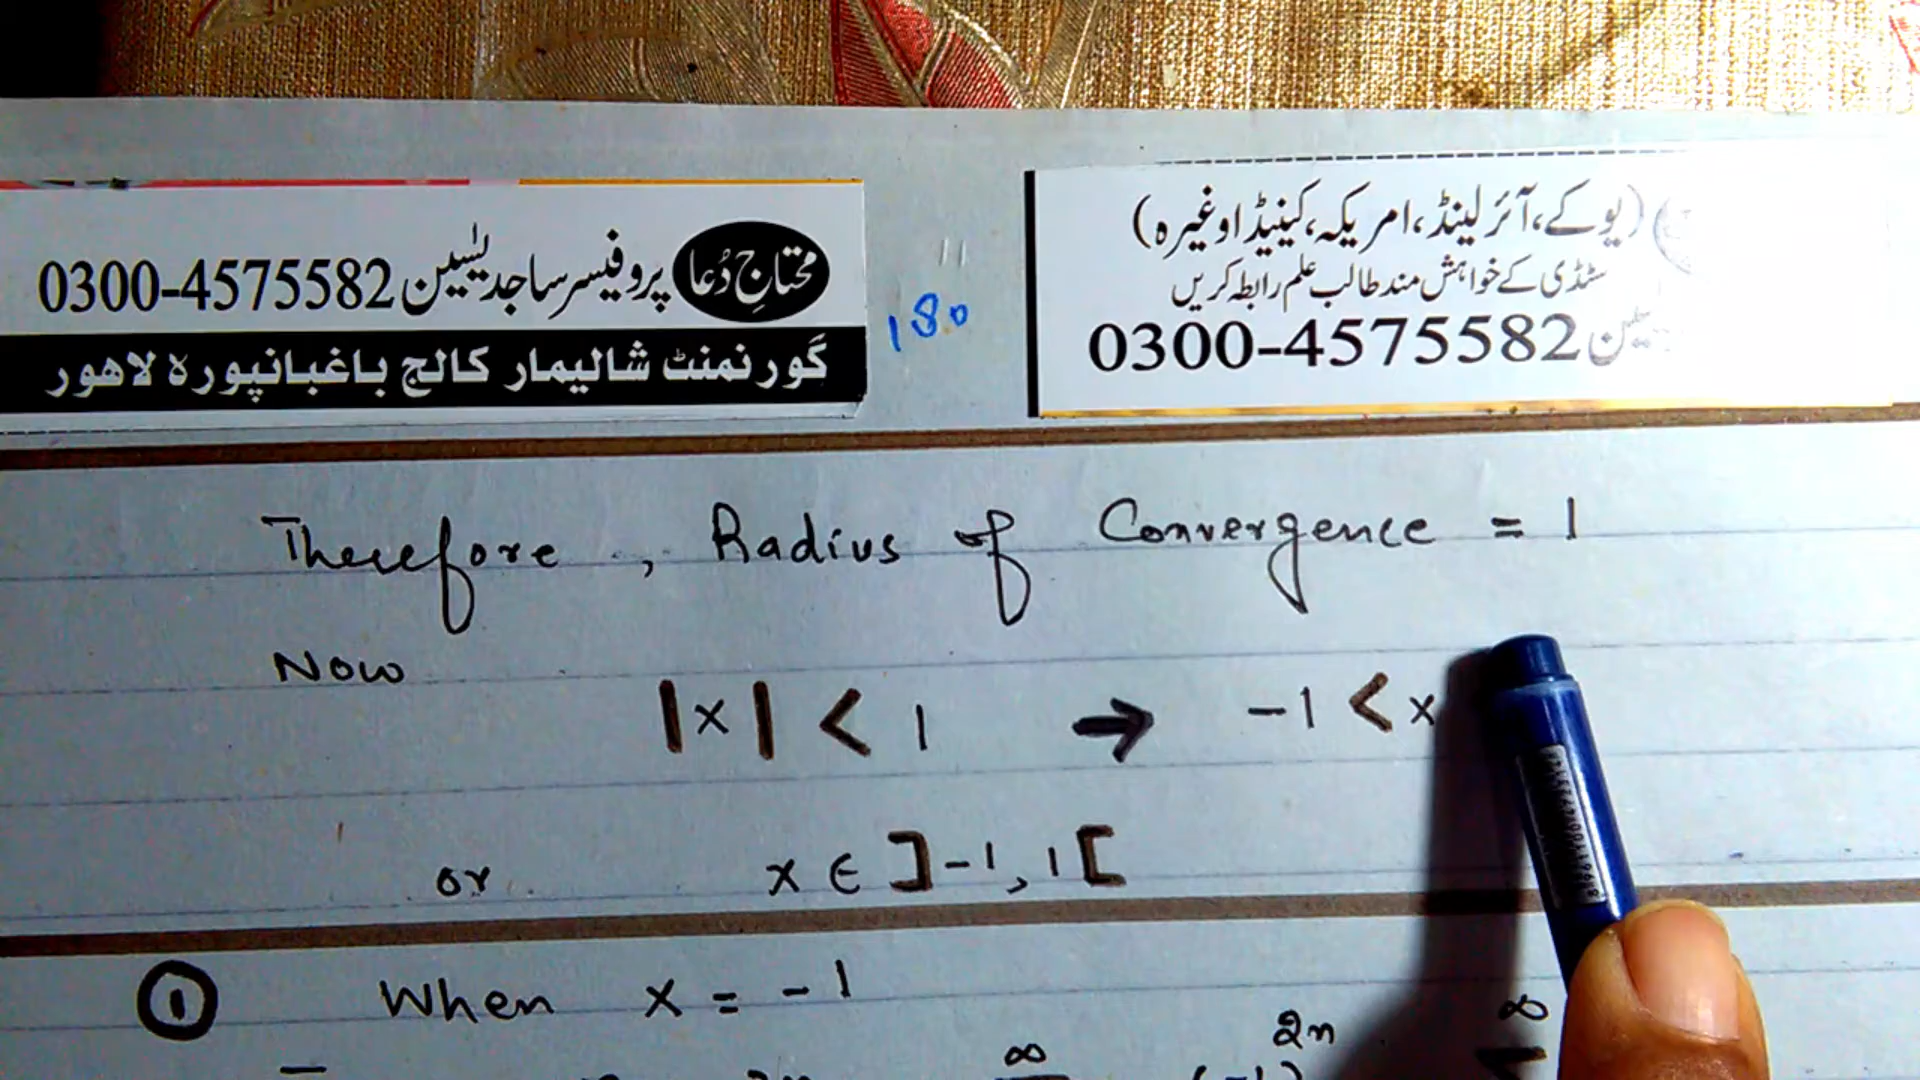 محتاجِ دُعا پروفیسر ساجد یٰسین 0300-4575582
گورنمنٹ شالیمار کالج باغبانپورہ لاہور
180
(یوکے، آئرلینڈ، امریکہ، کینیڈا وغیرہ)
سٹڈی کے خواہش مند طالب علم رابطہ کریں
0300-4575582
Therefore, Radius of Convergence = 1
Now
|x| < 1 → -1 < x
or x ∈ ]-1, 1[
① When x = -1
∞ 2n ∞